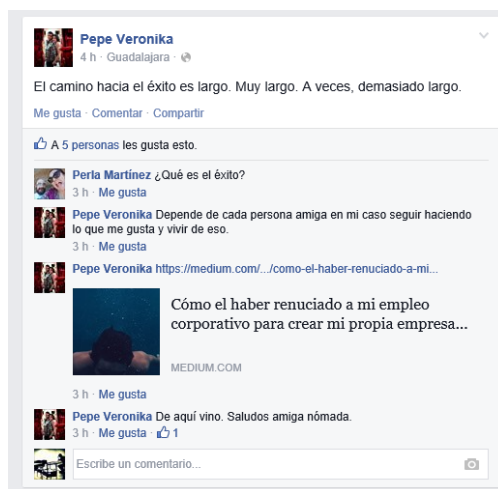 Pepe Veronika
4 h · Guadalajara ·
El camino hacia el éxito es largo. Muy largo. A veces, demasiado largo.
Me gusta · Comentar · Compartir
A 5 personas les gusta esto.
Perla Martínez ¿Qué es el éxito?
3 h · Me gusta
Pepe Veronika Depende de cada persona amiga en mi caso seguir haciendo
lo que me gusta y vivir de eso.
3 h · Me gusta
Pepe Veronika https://medium.com/.../como-el-haber-renuciado-a-mi...
Cómo el haber renuciado a mi empleo
corporativo para crear mi propia empresa...
MEDIUM.COM
3 h · Me gusta
Pepe Veronika De aquí vino. Saludos amiga nómada.
3 h · Me gusta · 1
Escribe un comentario...